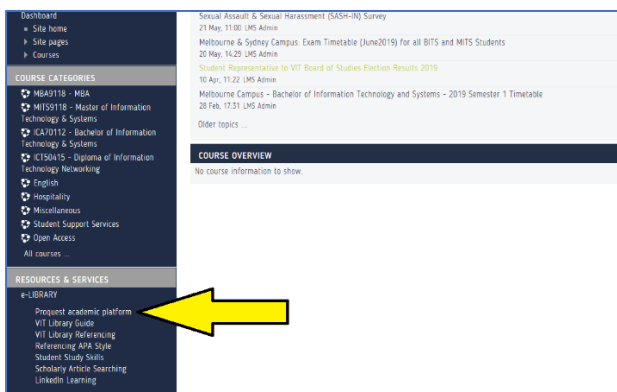 Dashboard
Site home
Site pages
Courses
COURSE CATEGORIES
MBA9118 - MBA
MITS9118 - Master of Information
Technology & Systems
ICA70112 - Bachelor of Information
Technology & Systems
ICT50415 - Diploma of Information
Technology Networking
English
Hospitality
Miscellaneous
Student Support Services
Open Access
All courses ...
RESOURCES & SERVICES
e-LIBRARY
Proquest academic platform
VIT Library Guide
VIT Library Referencing
Referencing APA Style
Student Study Skills
Scholarly Article Searching
LinkedIn Learning
Sexual Assault & Sexual Harassment (SASH-IN) Survey
21 May, 11:00 LMS Admin
Melbourne & Sydney Campus: Exam Timetable (June2019) for all BITS and MITS Students
20 May, 14:29 LMS Admin
Student Representative to VIT Board of Studies Election Results 2019
10 Apr, 11:22 LMS Admin
Melbourne Campus - Bachelor of Information Technology and Systems - 2019 Semester 1 Timetable
28 Feb, 17:31 LMS Admin
Older topics ...
COURSE OVERVIEW
No course information to show.